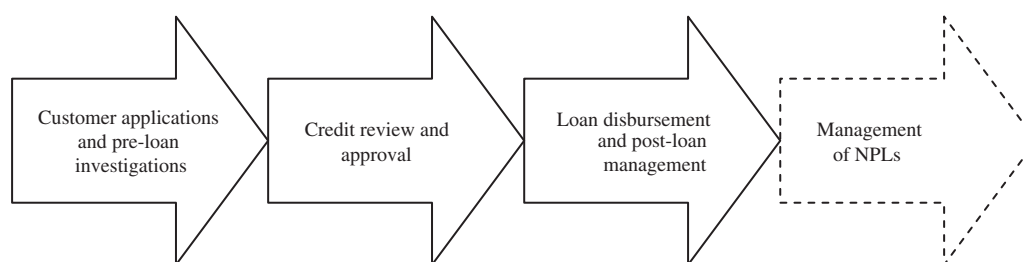 Customer applications
and pre-loan
investigations
Credit review and
approval
Loan disbursement
and post-loan
management
Management
of NPLs